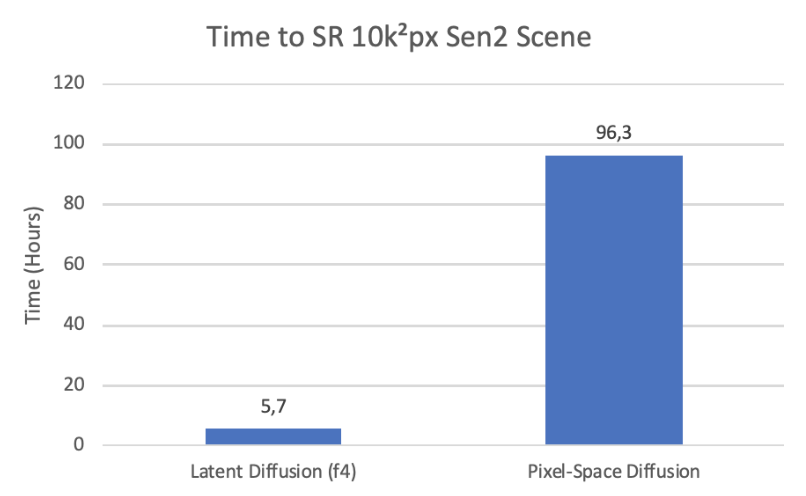 Time to SR 10k²px Sen2 Scene
120
100
80
60
40
20
0
Time (Hours)
5,7
96,3
Latent Diffusion (f4)
Pixel-Space Diffusion